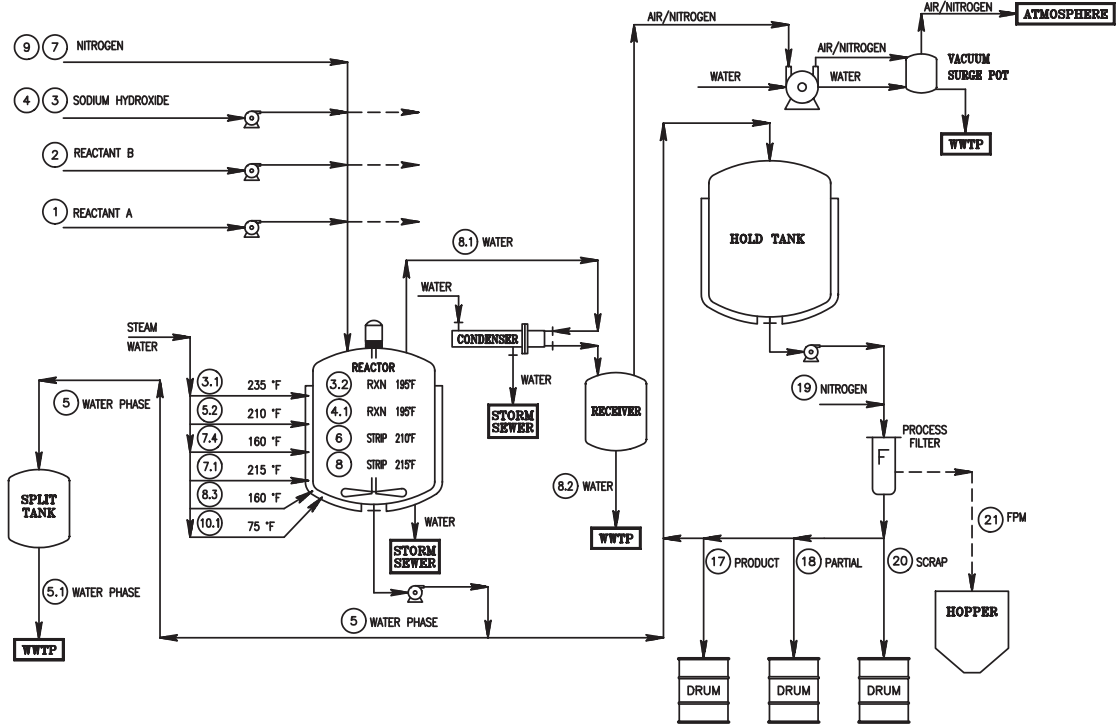 AIR/NITROGEN
ATMOSPHERE
AIR/NITROGEN
AIR/NITROGEN
VACUUM
SURGE POT
WATER
WATER
WWTP
9 7 NITROGEN
4 3 SODIUM HYDROXIDE
2 REACTANT B
1 REACTANT A
8.1 WATER
WATER
CONDENSER
WATER
STORM
SEWER
HOLD TANK
STEAM
WATER
REACTOR
3.1 235 °F
5.2 210 °F
7.4 160 °F
7.1 215 °F
8.3 160 °F
10.1 75 °F
3.2 RXN 195°F
4.1 RXN 195°F
6 STRIP 210°F
8 STRIP 215°F
RECEIVER
8.2 WATER
WWTP
WATER
STORM
SEWER
5 WATER PHASE
SPLIT
TANK
5.1 WATER PHASE
WWTP
5 WATER PHASE
19 NITROGEN
PROCESS
FILTER
F
21 FPM
17 PRODUCT
18 PARTIAL
20 SCRAP
HOPPER
DRUM
DRUM
DRUM